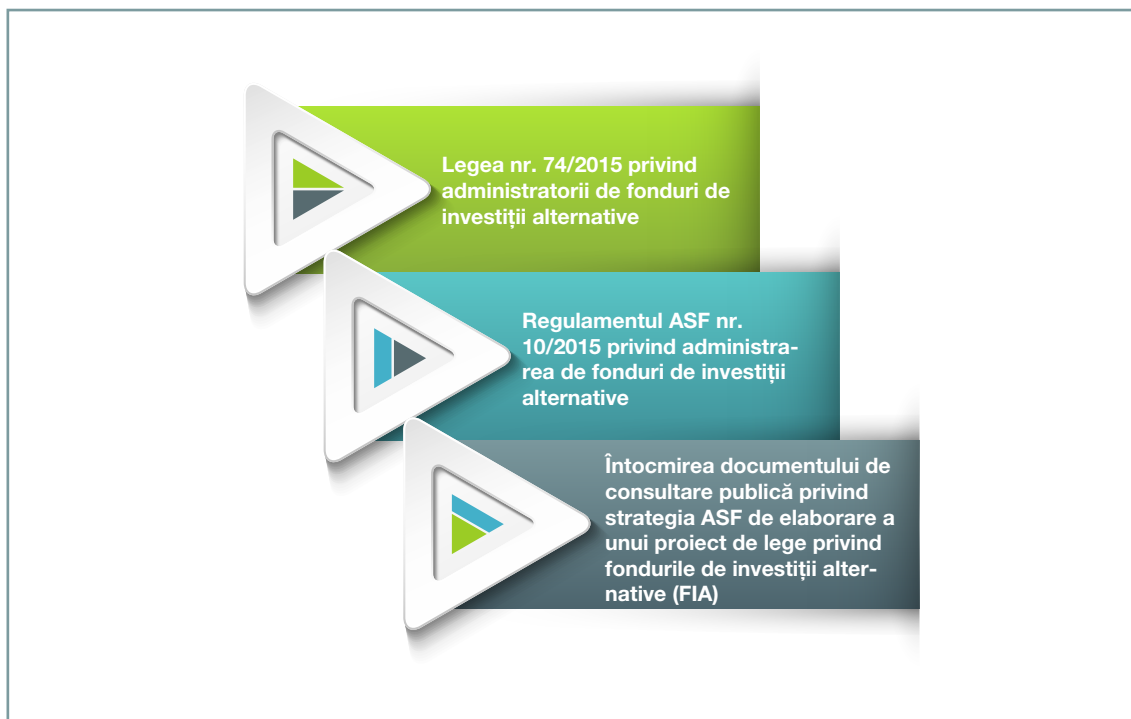 Legea nr. 74/2015 privind
administratorii de fonduri de
investiții alternative
Regulamentul ASF nr.
10/2015 privind administra-
rea de fonduri de investiții
alternative
Întocmirea documentului de
consultare publică privind
strategia ASF de elaborare a
unui proiect de lege privind
fondurile de investiții alter-
native (FIA)